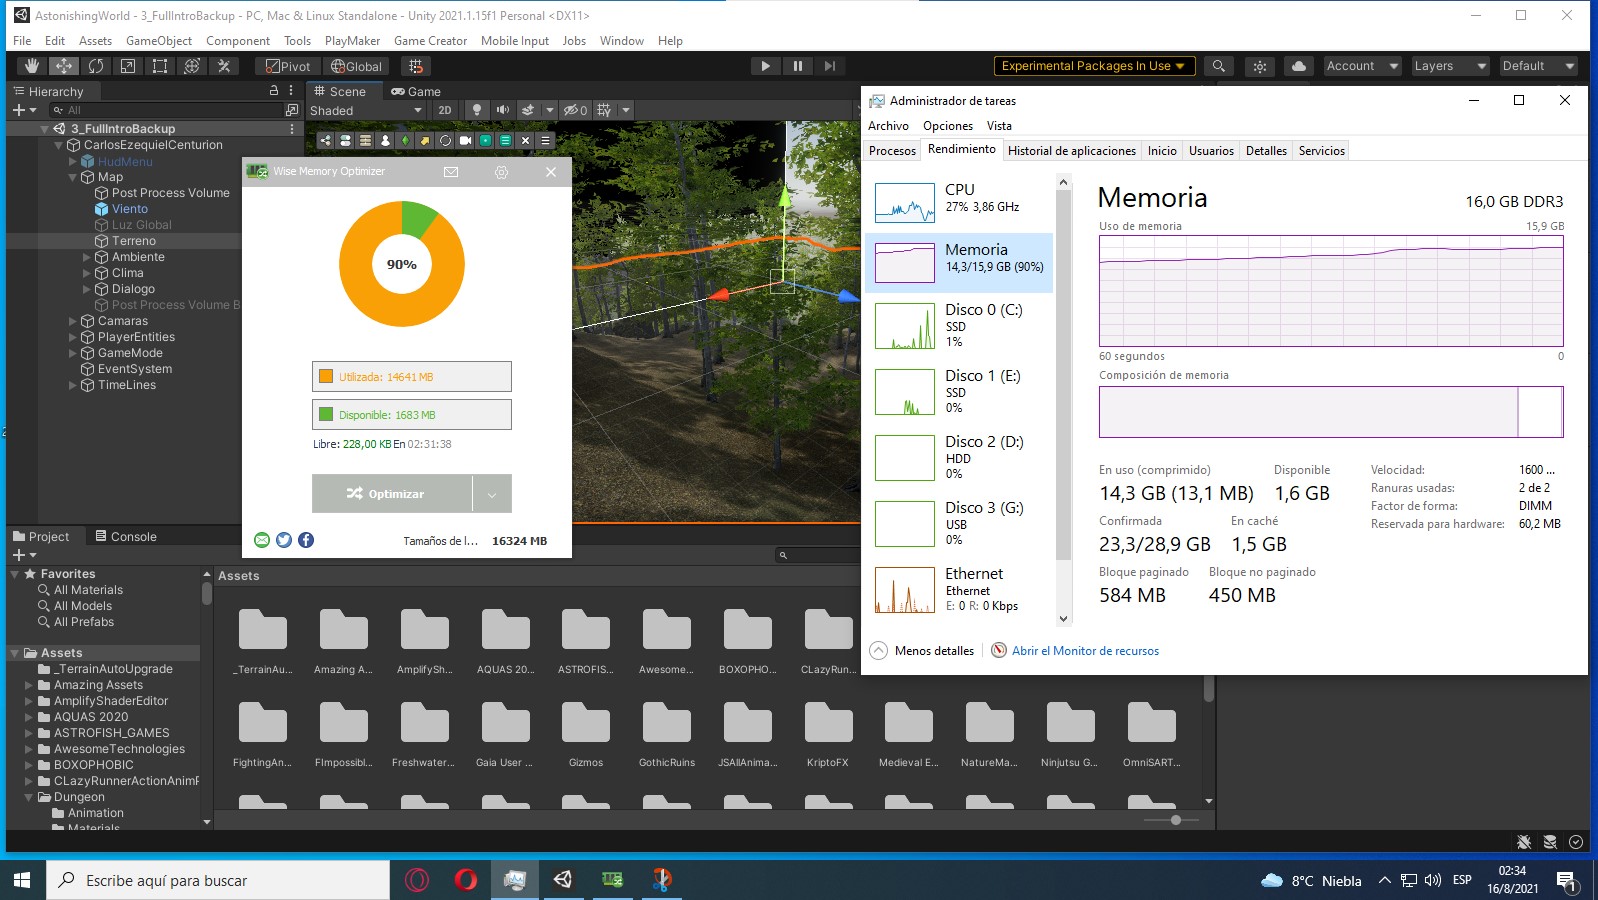 AstonishingWorld - 3_FullIntroBackup - PC, Mac & Linux Standalone - Unity 2021.1.15f1 Personal <DX11>
File Edit Assets GameObject Component Tools PlayMaker Game Creator Mobile Input Jobs Window Help
Pivot Global Experimental Packages In Use Account Layers Default
Hierarchy
All
3_FullIntroBackup
CarlosEzequielCenturion
HudMenu
Map
Post Process Volume
Viento
Luz Global
Terreno
Ambiente
Clima
Dialogo
Post Process Volume B
Camaras
PlayerEntities
GameMode
EventSystem
TimeLines
Scene Game
Shaded 2D 0
Wise Memory Optimizer
90%
Utilizada: 14641 MB
Disponible: 1683 MB
Libre: 228,00 KB En 02:31:38
Optimizar
Tamaños de l... 16324 MB
Administrador de tareas
Archivo Opciones Vista
Procesos Rendimiento Historial de aplicaciones Inicio Usuarios Detalles Servicios
CPU
27% 3,86 GHz
Memoria
14,3/15,9 GB (90%)
Disco 0 (C:)
SSD
1%
Disco 1 (E:)
SSD
0%
Disco 2 (D:)
HDD
0%
Disco 3 (G:)
USB
0%
Ethernet
Ethernet
E: 0 R: 0 Kbps
Memoria 16,0 GB DDR3
Uso de memoria 15,9 GB
60 segundos 0
Composición de memoria
En uso (comprimido) Disponible
14,3 GB (13,1 MB) 1,6 GB
Confirmada En caché
23,3/28,9 GB 1,5 GB
Bloque paginado Bloque no paginado
584 MB 450 MB
Velocidad: 1600 ...
Ranuras usadas: 2 de 2
Factor de forma: DIMM
Reservada para hardware: 60,2 MB
Menos detalles Abrir el Monitor de recursos
Project Console
Favorites
All Materials
All Models
All Prefabs
Assets
_TerrainAutoUpgrade
Amazing Assets
AmplifyShaderEditor
AQUAS 2020
ASTROFISH_GAMES
AwesomeTechnologies
BOXOPHOBIC
CLazyRunnerActionAnimP
Dungeon
Animation
Materials
Assets
_TerrainAu... Amazing A... AmplifySh... AQUAS 20... ASTROFIS... Awesome... BOXOPHO... CLazyRun...
FightingAn... FImpossibl... Freshwater... Gaia User ... Gizmos GothicRuins JSAllAnima... KriptoFX Medieval E... NatureMa... Ninjutsu G... OmniSART...
Escribe aquí para buscar
8°C Niebla ESP 02:34
16/8/2021
1